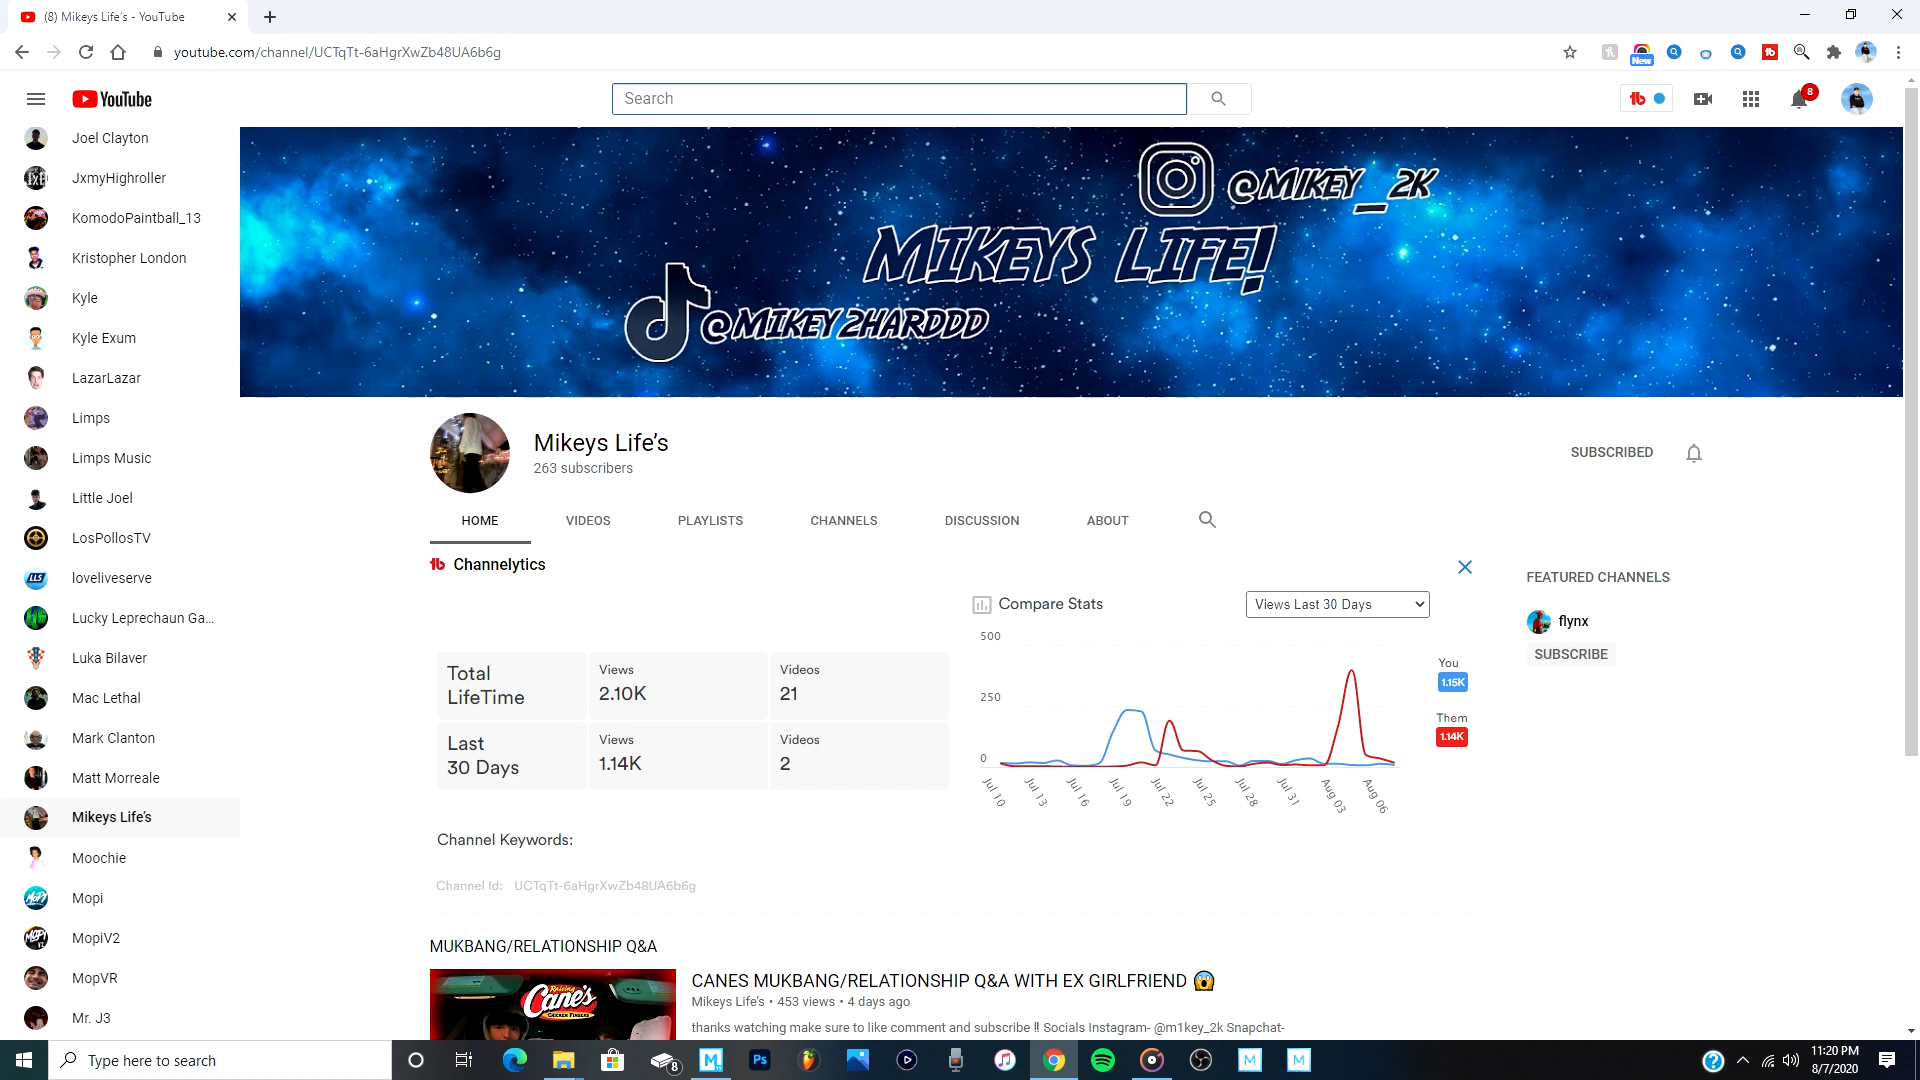 (8) Mikeys Life's - YouTube
youtube.com/channel/UCTqTt-6aHgrXwZb48UA6b6g
New
YouTube
Search
8
Joel Clayton
JxmyHighroller
KomodoPaintball_13
Kristopher London
Kyle
Kyle Exum
LazarLazar
Limps
Limps Music
Little Joel
LosPollosTV
loveliveserve
Lucky Leprechaun Ga...
Luka Bilaver
Mac Lethal
Mark Clanton
Matt Morreale
Mikeys Life's
Moochie
Mopi
MopiV2
MopVR
Mr. J3
@MIKEY_2K
MIKEYS LIFE!
@MIKEY2HARDDD
Mikeys Life's
263 subscribers
SUBSCRIBED
HOME VIDEOS PLAYLISTS CHANNELS DISCUSSION ABOUT
Channelytics
Total LifeTime
Views
2.10K
Videos
21
Last 30 Days
Views
1.14K
Videos
2
Compare Stats
Views Last 30 Days
500
250
0
Jul 10 Jul 13 Jul 16 Jul 19 Jul 22 Jul 25 Jul 28 Jul 31 Aug 03 Aug 06
You
1.15K
Them
1.14K
FEATURED CHANNELS
flynx
SUBSCRIBE
Channel Keywords:
Channel Id: UCTqTt-6aHgrXwZb48UA6b6g
MUKBANG/RELATIONSHIP Q&A
Raising
Cane's
CHICKEN FINGERS
CANES MUKBANG/RELATIONSHIP Q&A WITH EX GIRLFRIEND 😱
Mikeys Life's • 453 views • 4 days ago
thanks watching make sure to like comment and subscribe !! Socials Instagram- @m1key_2k Snapchat-
Type here to search
8
Ps
11:20 PM
8/7/2020